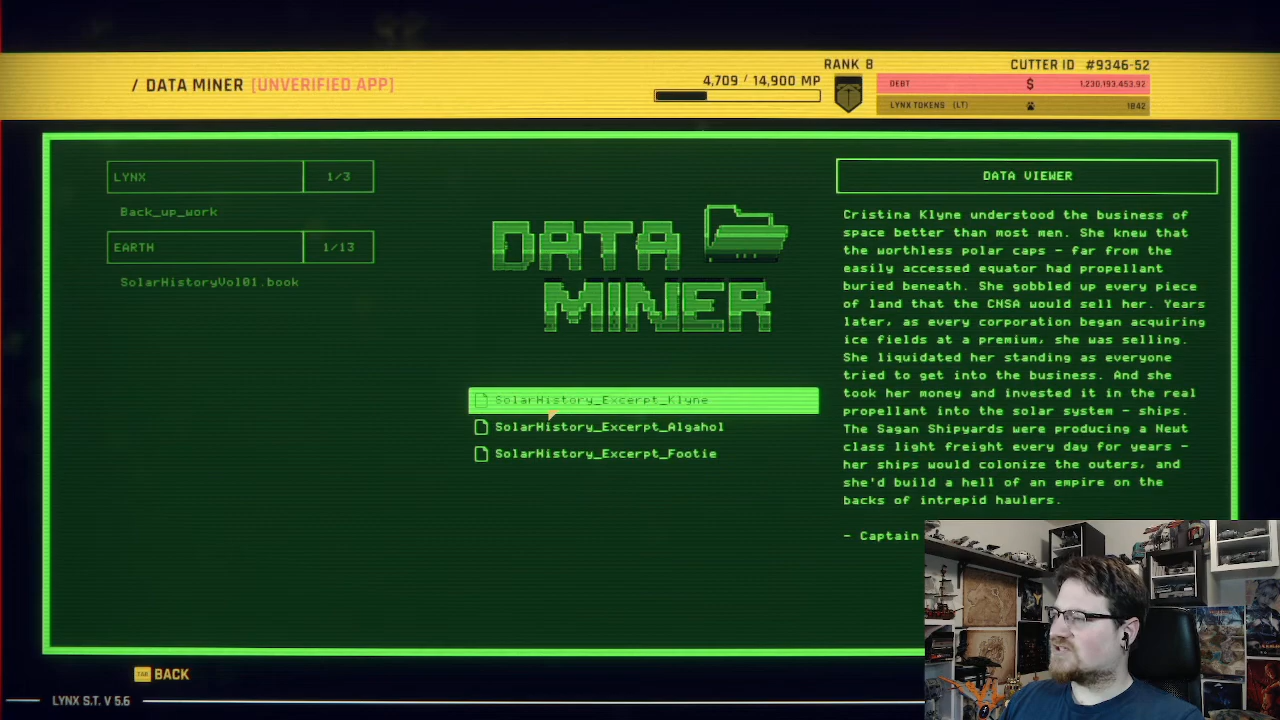 / DATA MINER [UNVERIFIED APP]
4,709 / 14,900 MP
RANK 8
CUTTER ID #9346-52
DEBT $ 1,230,193,453.92
LYNX TOKENS (LT) 1842
LYNX 1/3
Back_up_work
EARTH 1/13
SolarHistoryVol01.book
DATA
MINER
SolarHistory_Excerpt_Klyne
SolarHistory_Excerpt_Algahol
SolarHistory_Excerpt_Footie
DATA VIEWER
Cristina Klyne understood the business of
space better than most men. She knew that
the worthless polar caps - far from the
easily accessed equator had propellant
buried beneath. She gobbled up every piece
of land that the CNSA would sell her. Years
later, as every corporation began acquiring
ice fields at a premium, she was selling.
She liquidated her standing as everyone
tried to get into the business. And she
took her money and invested it in the real
propellant into the solar system - ships.
The Sagan Shipyards were producing a Newt
class light freight every day for years -
her ships would colonize the outers, and
she'd build a hell of an empire on the
backs of intrepid haulers.
- Captain
TAB BACK
LYNX S.T. V 5.6